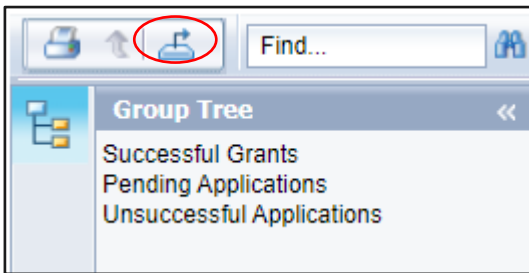 Find...
Group Tree «
Successful Grants
Pending Applications
Unsuccessful Applications